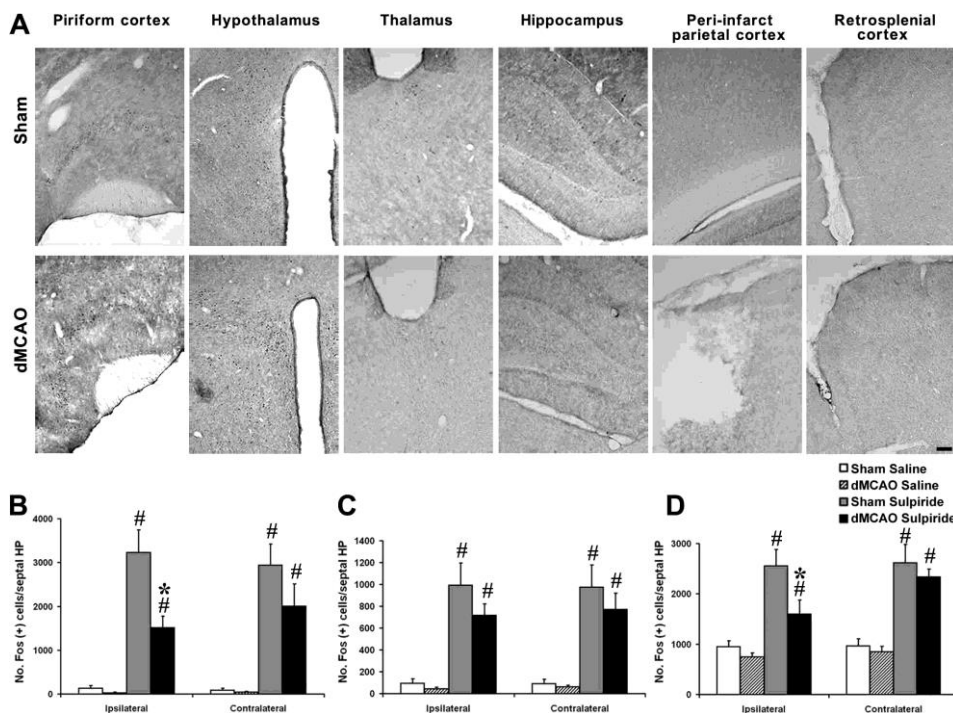 A
Piriform cortex
Hypothalamus
Thalamus
Hippocampus
Peri-infarct
parietal cortex
Retrosplenial
cortex
Sham
dMCAO
Sham Saline
dMCAO Saline
Sham Sulpiride
dMCAO Sulpiride
B
No. Fos (+) cells/septal HP
4000
3000
2000
1000
0
#
*
#
#
#
Ipsilateral
Contralateral
C
No. Fos (+) cells/septal HP
1400
1200
1000
800
600
400
200
0
#
#
#
#
Ipsilateral
Contralateral
D
No. Fos (+) cells/septal HP
3000
2000
1000
0
#
*
#
#
#
Ipsilateral
Contralateral